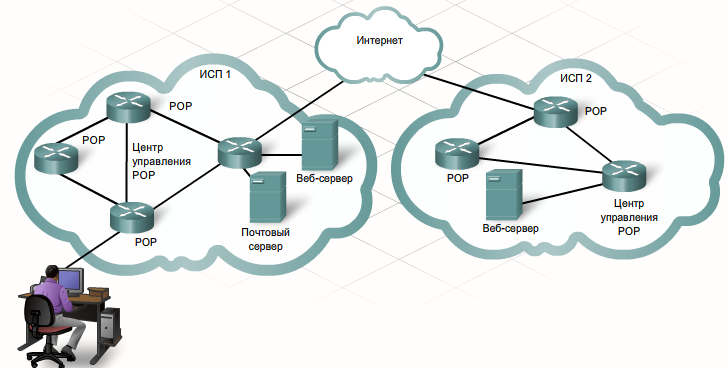 Интернет
ИСП 1
POP
POP
Центр
управления
POP
Веб-сервер
Почтовый
сервер
POP
ИСП 2
POP
POP
Веб-сервер
Центр
управления
POP